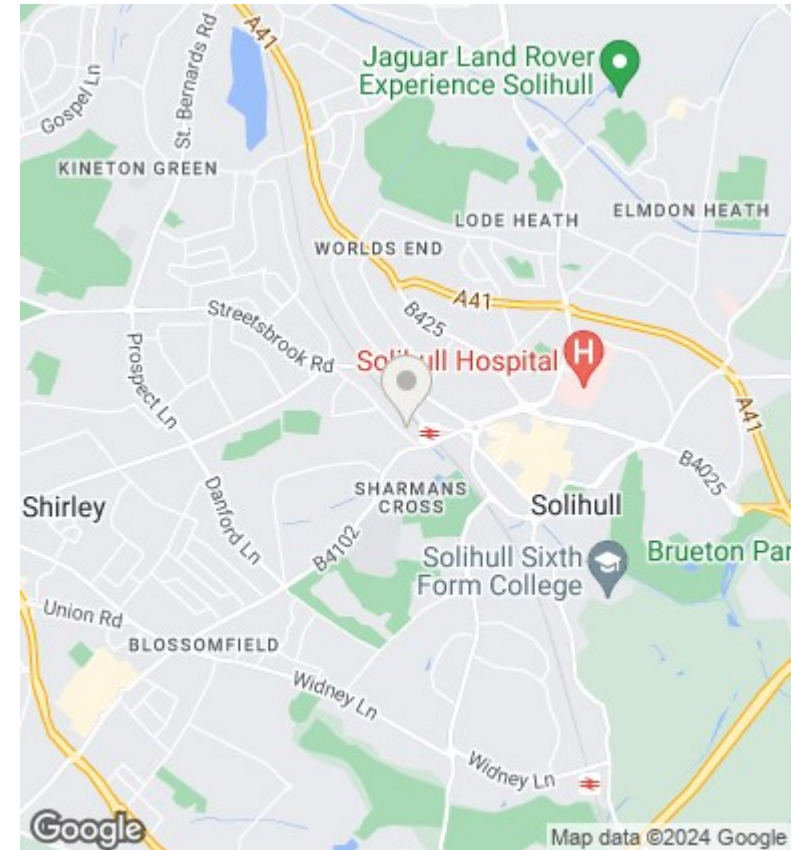 A41
Jaguar Land Rover
Experience Solihull
Gospel Ln
St. Bernards Rd
KINETON GREEN
LODE HEATH
ELMDON HEATH
WORLDS END
A41
B425
Streetsbrook Rd
Solihull Hospital
H
Prospect Ln
A41
B4025
SHARMANS
CROSS
Shirley
Solihull
Danford Ln
B4102
Solihull Sixth
Form College
Brueton Par
Union Rd
BLOSSOMFIELD
Widney Ln
Widney Ln
Google
Map data ©2024 Google